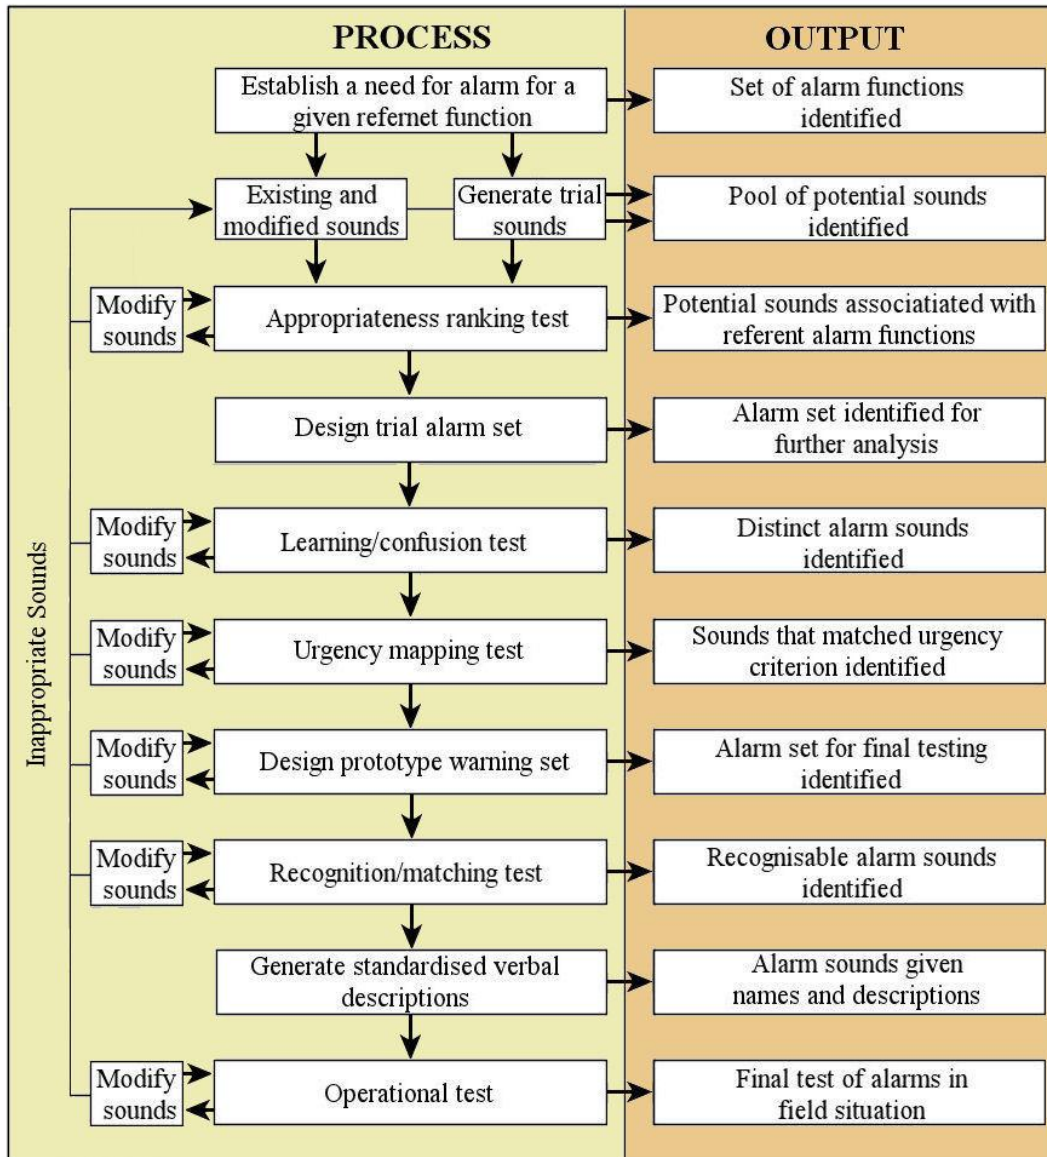 PROCESS
OUTPUT
Establish a need for alarm for a
given refernet function
Set of alarm functions
identified
Existing and
modified sounds
Generate trial
sounds
Pool of potential sounds
identified
Modify
sounds
Appropriateness ranking test
Potential sounds associatiated with
referent alarm functions
Design trial alarm set
Alarm set identified for
further analysis
Modify
sounds
Learning/confusion test
Distinct alarm sounds
identified
Inappropriate Sounds
Modify
sounds
Urgency mapping test
Sounds that matched urgency
criterion identified
Modify
sounds
Design prototype warning set
Alarm set for final testing
identified
Modify
sounds
Recognition/matching test
Recognisable alarm sounds
identified
Generate standardised verbal
descriptions
Alarm sounds given
names and descriptions
Modify
sounds
Operational test
Final test of alarms in
field situation